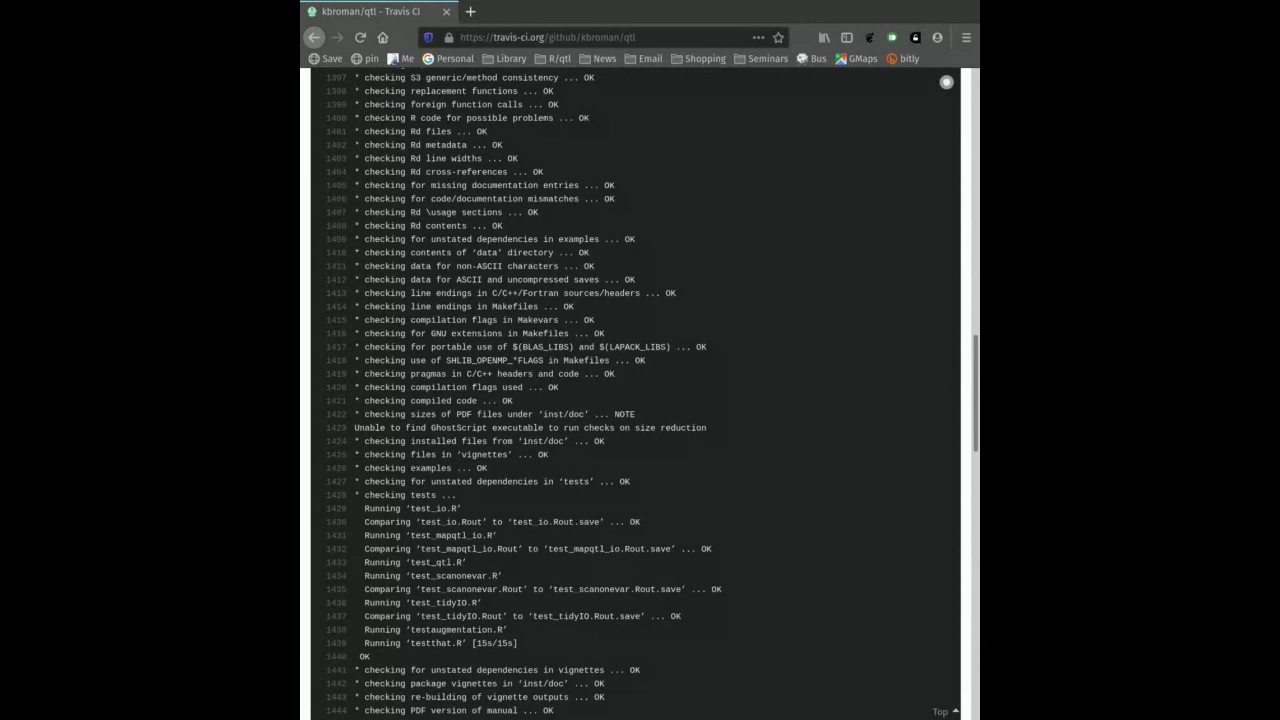 kbroman/qtl - Travis CI
https://travis-ci.org/github/kbroman/qtl
Save pin Me Personal Library R/qtl News Email Shopping Seminars Bus GMaps bitly
1397 * checking S3 generic/method consistency ... OK
1398 * checking replacement functions ... OK
1399 * checking foreign function calls ... OK
1400 * checking R code for possible problems ... OK
1401 * checking Rd files ... OK
1402 * checking Rd metadata ... OK
1403 * checking Rd line widths ... OK
1404 * checking Rd cross-references ... OK
1405 * checking for missing documentation entries ... OK
1406 * checking for code/documentation mismatches ... OK
1407 * checking Rd \usage sections ... OK
1408 * checking Rd contents ... OK
1409 * checking for unstated dependencies in examples ... OK
1410 * checking contents of ‘data’ directory ... OK
1411 * checking data for non-ASCII characters ... OK
1412 * checking data for ASCII and uncompressed saves ... OK
1413 * checking line endings in C/C++/Fortran sources/headers ... OK
1414 * checking line endings in Makefiles ... OK
1415 * checking compilation flags in Makevars ... OK
1416 * checking for GNU extensions in Makefiles ... OK
1417 * checking for portable use of $(BLAS_LIBS) and $(LAPACK_LIBS) ... OK
1418 * checking use of SHLIB_OPENMP_*FLAGS in Makefiles ... OK
1419 * checking pragmas in C/C++ headers and code ... OK
1420 * checking compilation flags used ... OK
1421 * checking compiled code ... OK
1422 * checking sizes of PDF files under ‘inst/doc’ ... NOTE
1423 Unable to find GhostScript executable to run checks on size reduction
1424 * checking installed files from ‘inst/doc’ ... OK
1425 * checking files in ‘vignettes’ ... OK
1426 * checking examples ... OK
1427 * checking for unstated dependencies in ‘tests’ ... OK
1428 * checking tests ...
1429 Running ‘test_io.R’
1430 Comparing ‘test_io.Rout’ to ‘test_io.Rout.save’ ... OK
1431 Running ‘test_mapqtl_io.R’
1432 Comparing ‘test_mapqtl_io.Rout’ to ‘test_mapqtl_io.Rout.save’ ... OK
1433 Running ‘test_qtl.R’
1434 Running ‘test_scanonevar.R’
1435 Comparing ‘test_scanonevar.Rout’ to ‘test_scanonevar.Rout.save’ ... OK
1436 Running ‘test_tidyIO.R’
1437 Comparing ‘test_tidyIO.Rout’ to ‘test_tidyIO.Rout.save’ ... OK
1438 Running ‘testaugmentation.R’
1439 Running ‘testthat.R’ [15s/15s]
1440 OK
1441 * checking for unstated dependencies in vignettes ... OK
1442 * checking package vignettes in ‘inst/doc’ ... OK
1443 * checking re-building of vignette outputs ... OK
1444 * checking PDF version of manual ... OK
Top